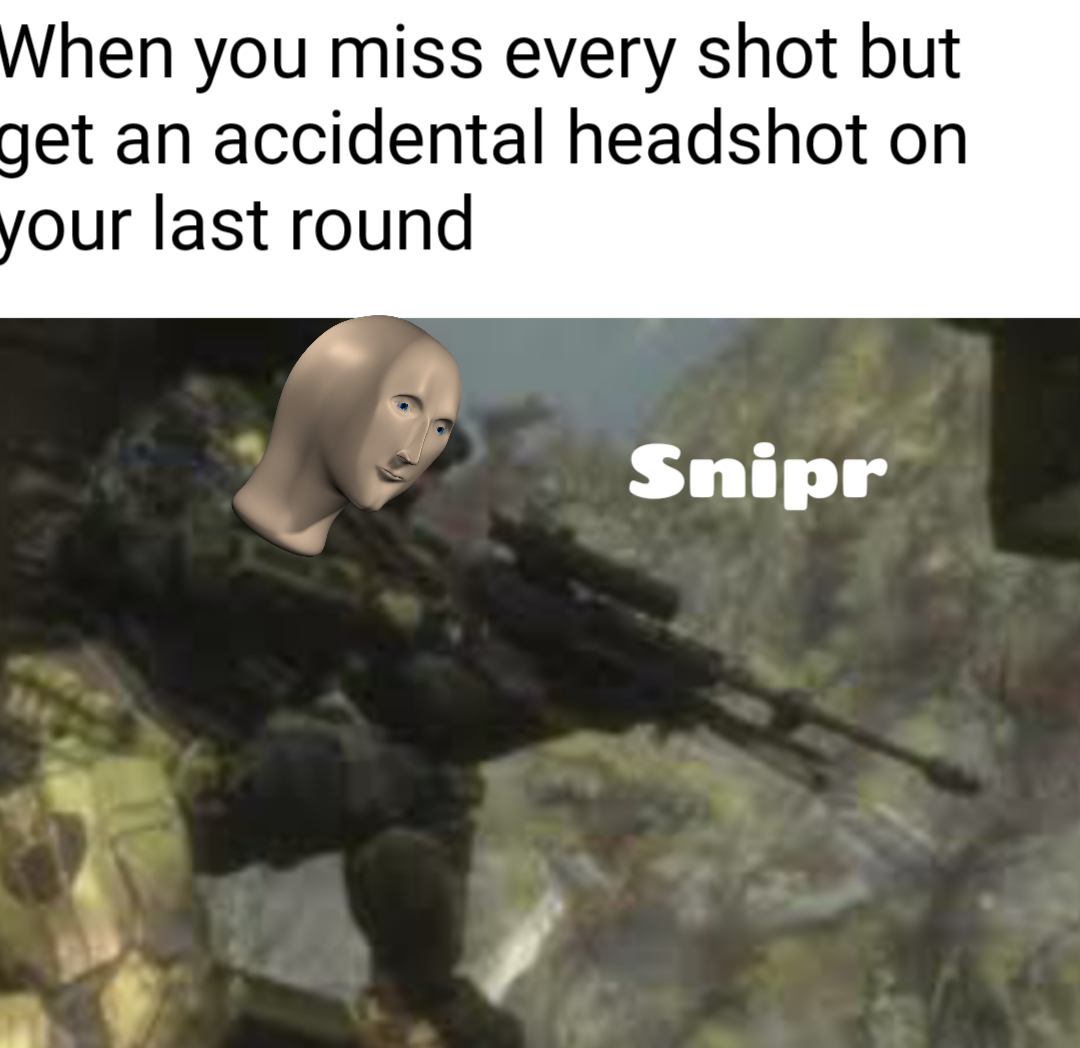 When you miss every shot but
get an accidental headshot on
your last round
Snipr